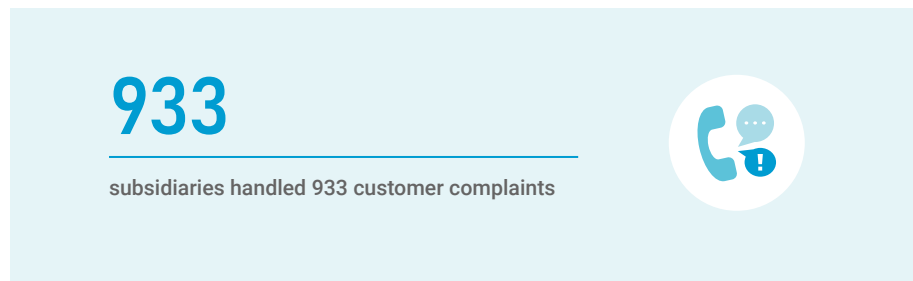 933
subsidiaries handled 933 customer complaints